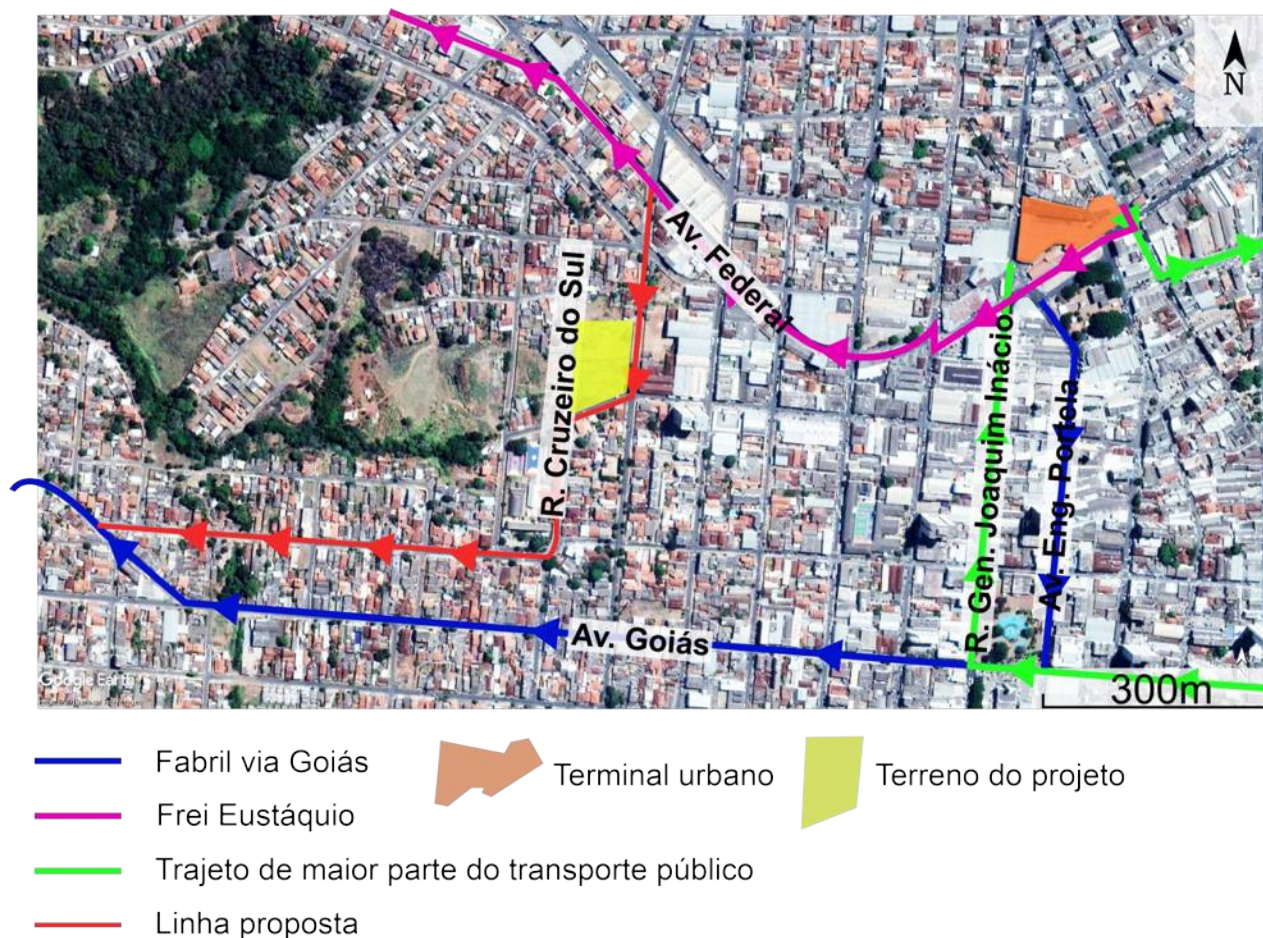 N
Av. Federal
R. Cruzeiro do Sul
R. Gen. Joaquim Inácio
Av. Eng. Portela
Av. Goiás
Google Earth
300m
Fabril via Goiás
Terminal urbano
Terreno do projeto
Frei Eustáquio
Trajeto de maior parte do transporte público
Linha proposta